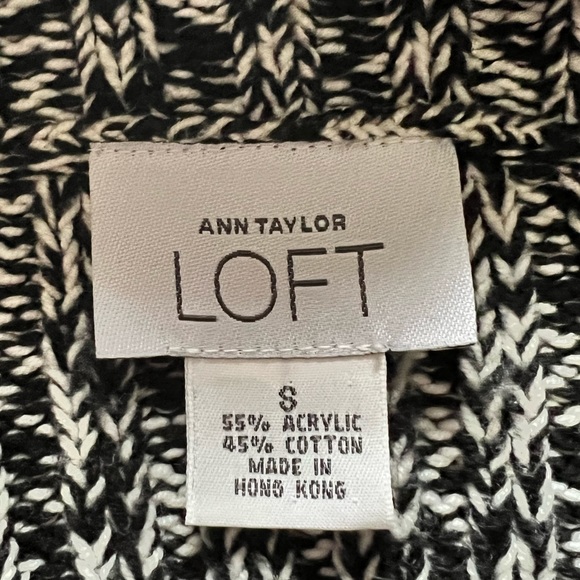 ANN TAYLOR
LOFT
S
55% ACRYLIC
45% COTTON
MADE IN
HONG KONG